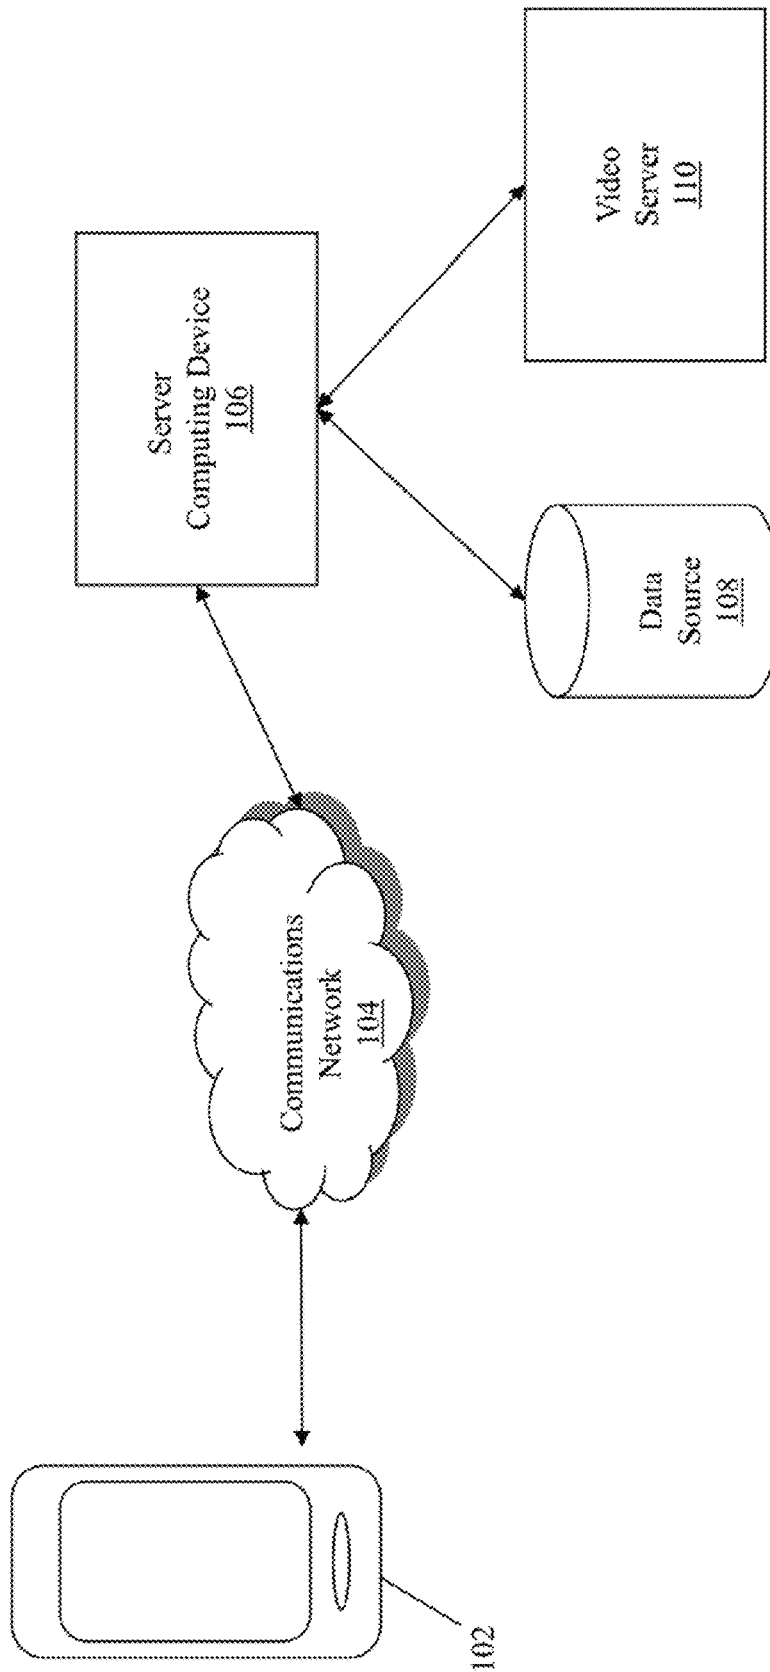 102
Communications
Network
104
Server
Computing Device
106
Data
Source
108
Video
Server
110